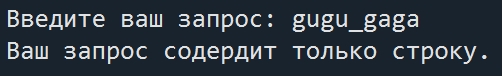 Введите ваш запрос: gugu_gaga
Ваш запрос содердит только строку.